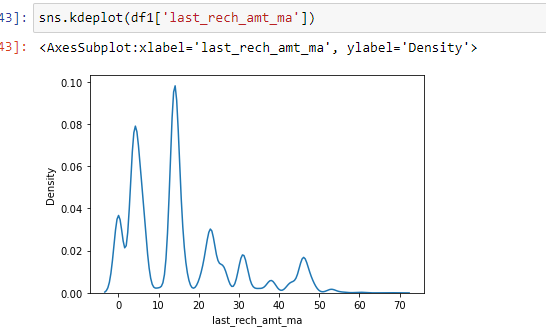 43]: sns.kdeplot(df1['last_rech_amt_ma'])
43]: <AxesSubplot:xlabel='last_rech_amt_ma', ylabel='Density'>
0.10
0.08
0.06
0.04
0.02
0.00
Density
0 10 20 30 40 50 60 70
last_rech_amt_ma